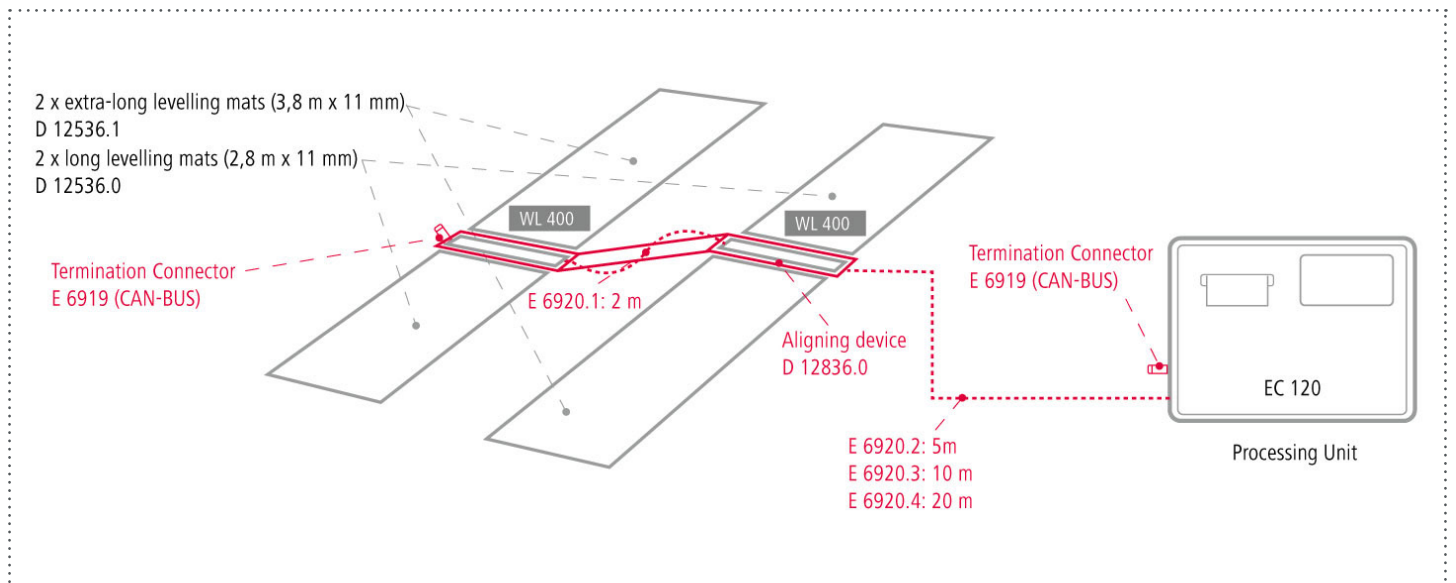 2 x extra-long levelling mats (3,8 m x 11 mm)
D 12536.1
2 x long levelling mats (2,8 m x 11 mm)
D 12536.0
WL 400
WL 400
Termination Connector
E 6919 (CAN-BUS)
E 6920.1: 2 m
Aligning device
D 12836.0
Termination Connector
E 6919 (CAN-BUS)
E 6920.2: 5m
E 6920.3: 10 m
E 6920.4: 20 m
EC 120
Processing Unit